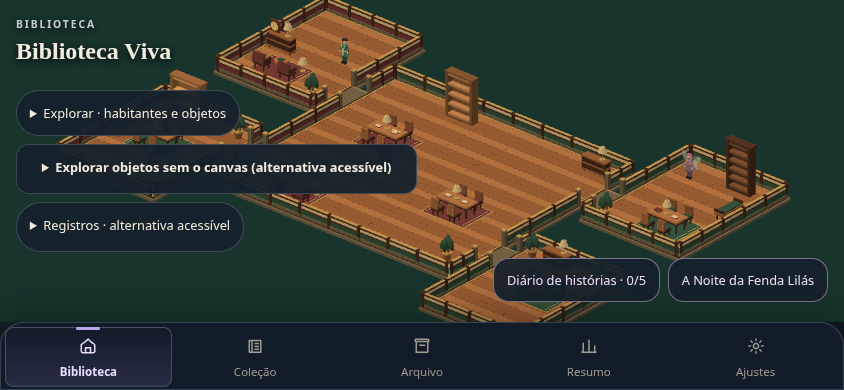 BIBLIOTECA
Biblioteca Viva
Explorar · habitantes e objetos
Explorar objetos sem o canvas (alternativa acessível)
Registros · alternativa acessível
Diário de histórias · 0/5
A Noite da Fenda Lilás
Biblioteca
Coleção
Arquivo
Resumo
Ajustes